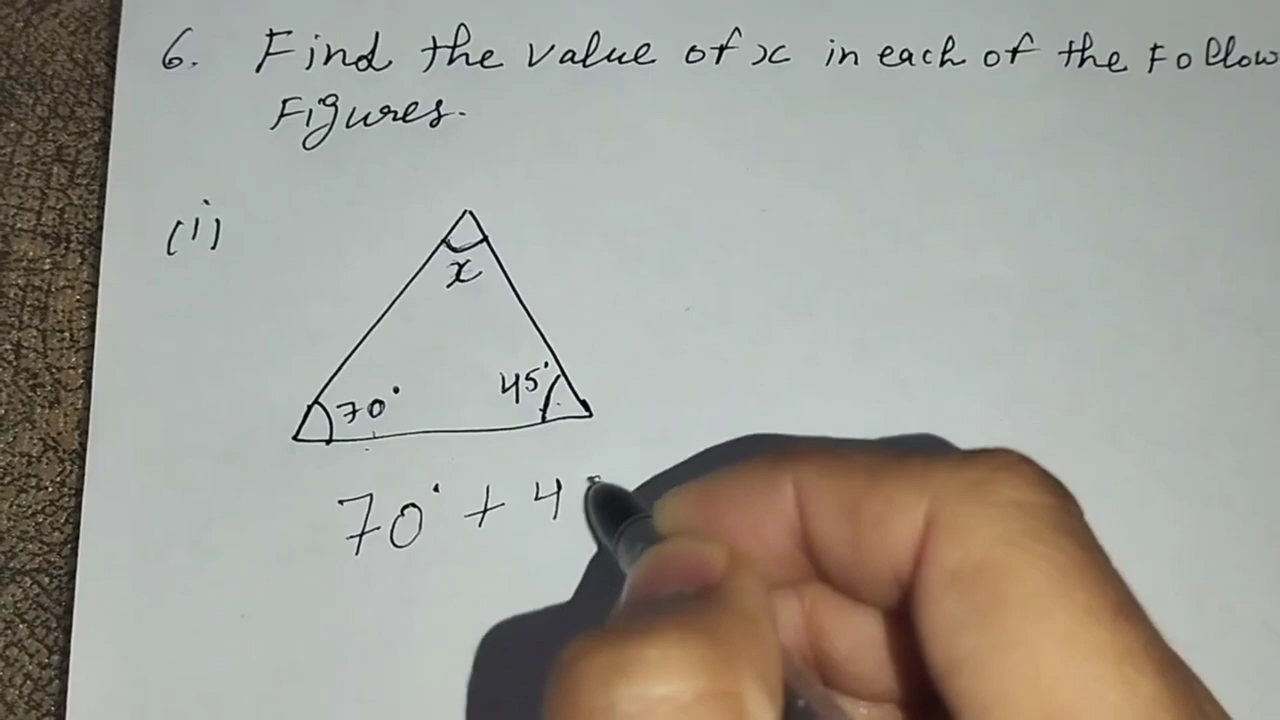 6. Find the value of x in each of the Follow
Figures.
(i)
x
45°
70°
70° + 4